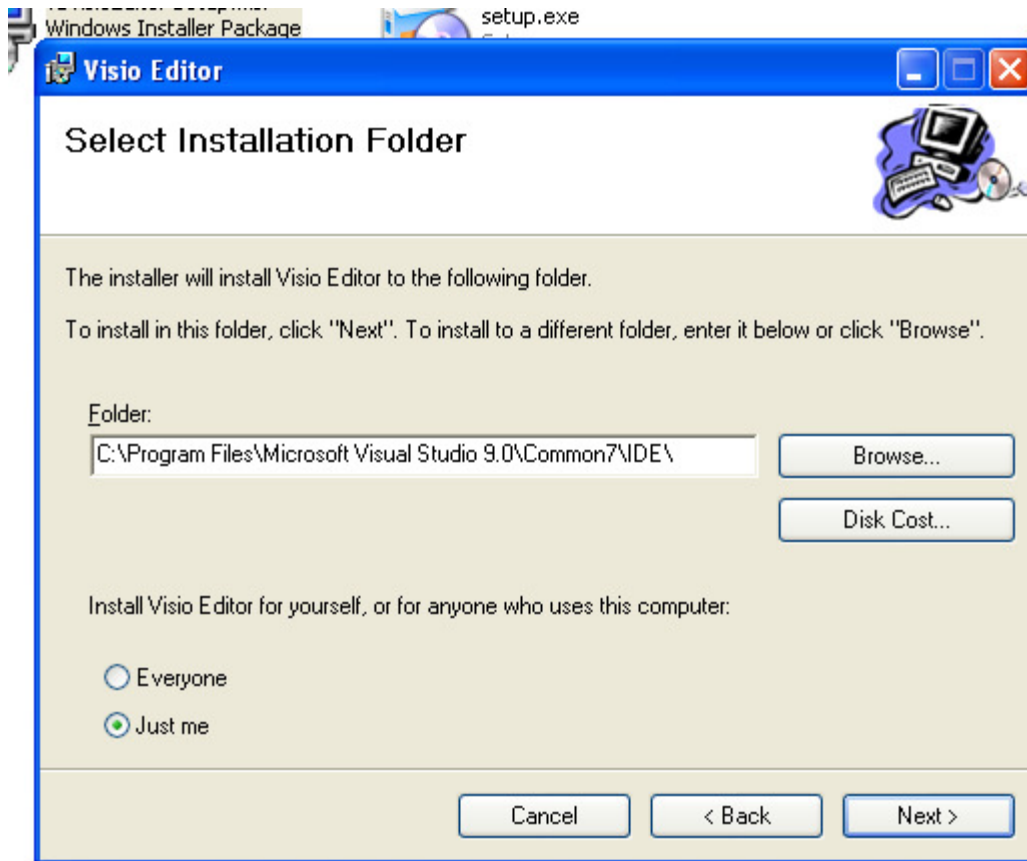 Windows Installer Package
setup.exe
Visio Editor
Select Installation Folder
The installer will install Visio Editor to the following folder.
To install in this folder, click "Next". To install to a different folder, enter it below or click "Browse".
Folder:
C:\Program Files\Microsoft Visual Studio 9.0\Common7\IDE\
Browse...
Disk Cost...
Install Visio Editor for yourself, or for anyone who uses this computer:
Everyone
Just me
Cancel
< Back
Next >